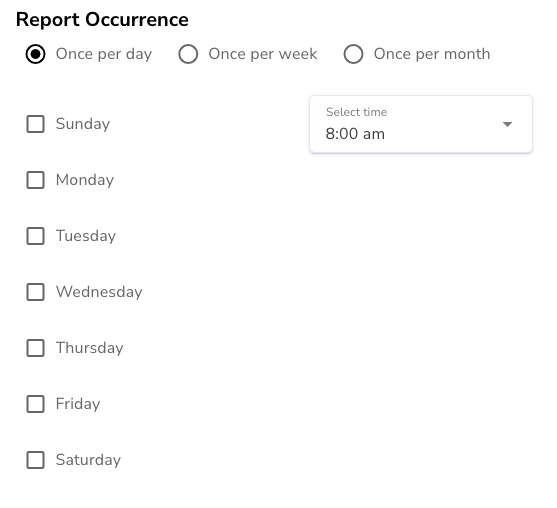 Report Occurrence
Once per day Once per week Once per month
Select time
Sunday 8:00 am
Monday
Tuesday
Wednesday
Thursday
Friday
Saturday